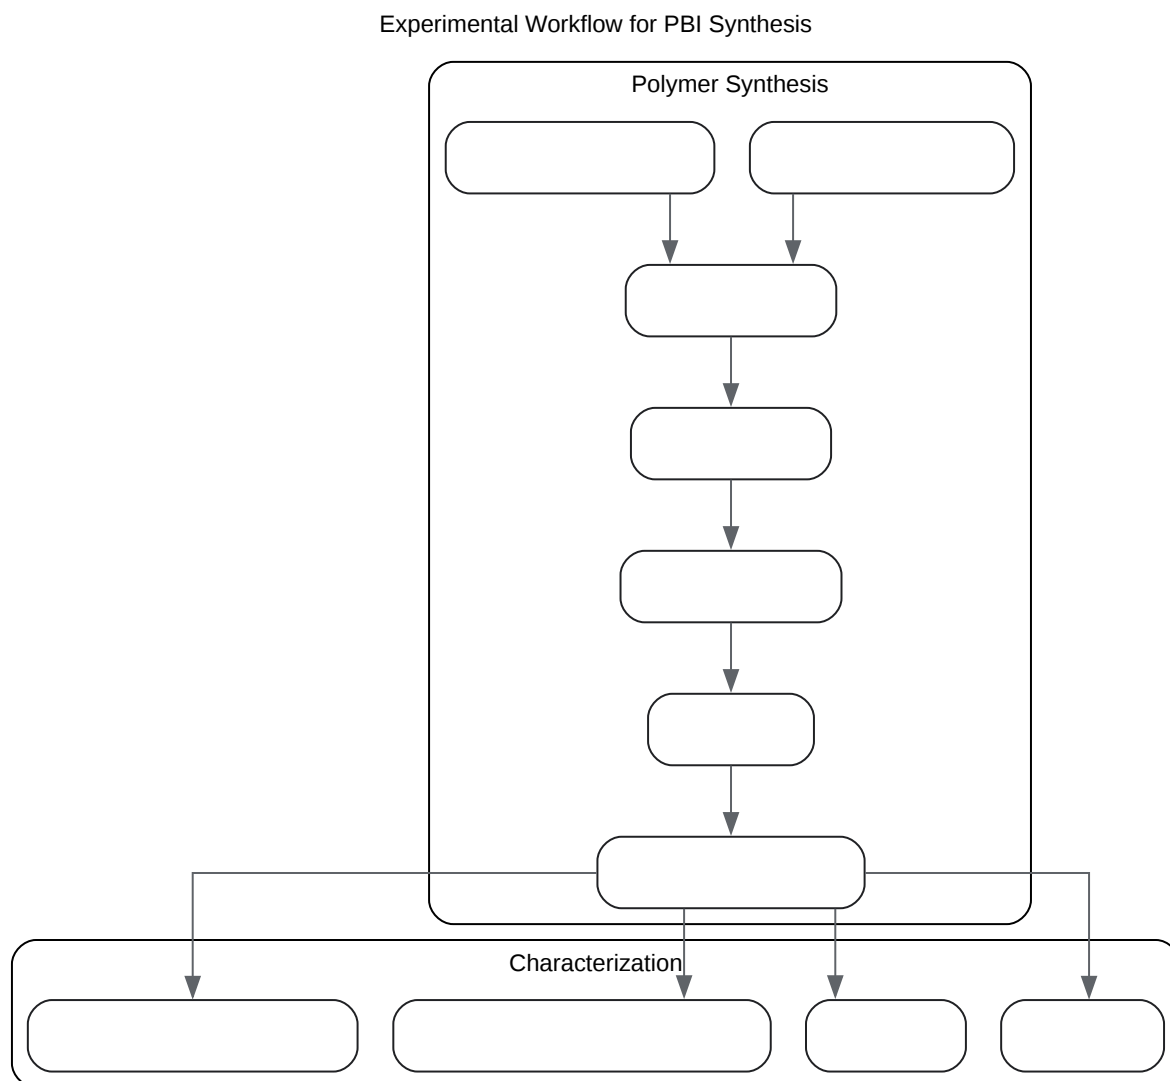 Experimental Workflow for PBI Synthesis
Polymer Synthesis
Characterization